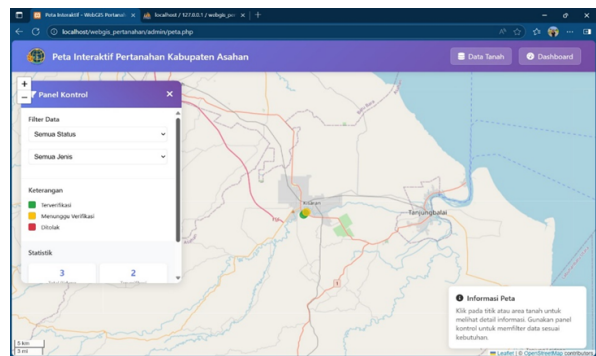 Peta Interaktif - WebGIS Pertanah
localhost / 127.0.0.1 / webgis_per
localhost/webgis_pertanahan/admin/peta.php
Peta Interaktif Pertanahan Kabupaten Asahan
Data Tanah
Dashboard
+
−
Panel Kontrol
Filter Data
Semua Status
Semua Jenis
Keterangan
Terverifikasi
Menunggu Verifikasi
Ditolak
Statistik
3
2
Kisaran
Tanjungbalai
Informasi Peta
Klik pada titik atau area tanah untuk
melihat detail informasi. Gunakan panel
kontrol untuk memfilter data sesuai
kebutuhan.
5 km
3 mi
Leaflet | © OpenStreetMap contributors